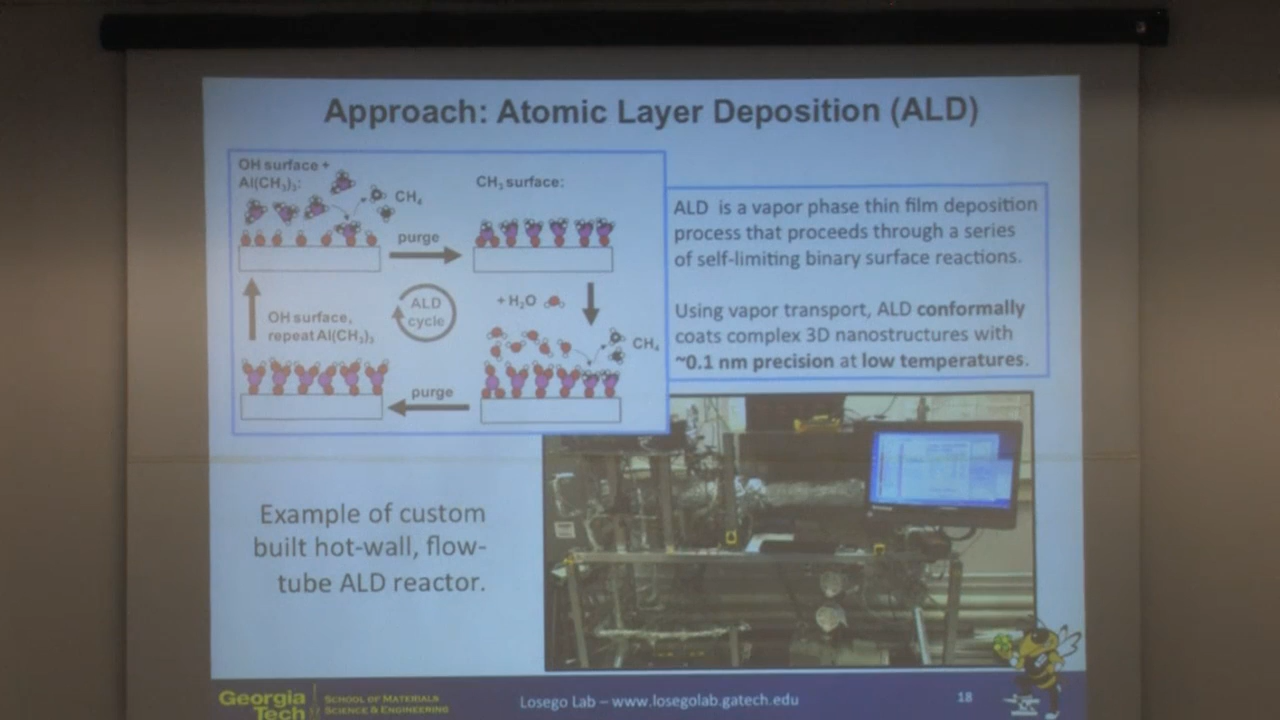 Approach: Atomic Layer Deposition (ALD)
OH surface +
Al(CH₃)₃:
CH₄
CH₃ surface:
purge
+ H₂O
ALD
cycle
OH surface,
repeat Al(CH₃)₃
CH₄
purge
ALD is a vapor phase thin film deposition
process that proceeds through a series
of self-limiting binary surface reactions.
Using vapor transport, ALD conformally
coats complex 3D nanostructures with
~0.1 nm precision at low temperatures.
Example of custom
built hot-wall, flow-
tube ALD reactor.
Georgia
Tech
SCHOOL OF MATERIALS
SCIENCE & ENGINEERING
Losego Lab – www.losegolab.gatech.edu
18